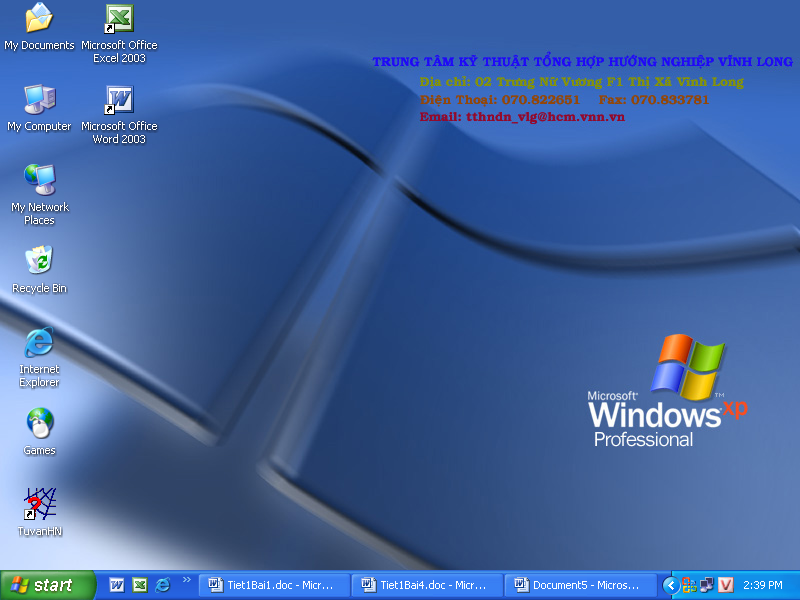 My Documents
Microsoft Office
Excel 2003
TRUNG TÂM KỸ THUẬT TỔNG HỢP HƯỚNG NGHIỆP VĨNH LONG
Địa chỉ: 02 Trưng Nữ Vương F1 Thị Xã Vĩnh Long
Điện Thoại: 070.822651 Fax: 070.833781
Email: tthndn_vlg@hcm.vnn.vn
My Computer
Microsoft Office
Word 2003
My Network
Places
Recycle Bin
Internet
Explorer
Games
TuvanHN
Microsoft
Windows xp
TM
Professional
start
Tiet1Bai1.doc - Micr...
Tiet1Bai4.doc - Micr...
Document5 - Micros...
V
2:39 PM